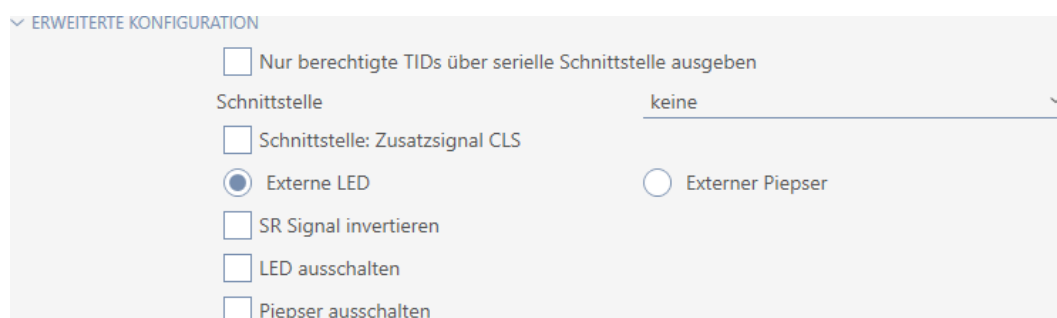 ERWEITERTE KONFIGURATION
Nur berechtigte TIDs über serielle Schnittstelle ausgeben
Schnittstelle keine
Schnittstelle: Zusatzsignal CLS
Externe LED Externer Piepser
SR Signal invertieren
LED ausschalten
Piepser ausschalten